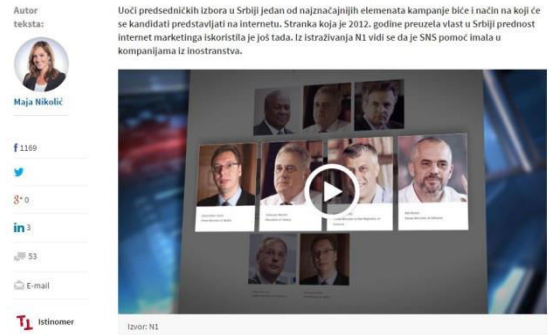 Autor
teksta:
Maja Nikolić
1169
0
3
53
E-mail
Istinomer
Uoči predsedničkih izbora u Srbiji jedan od najznačajnijih elemenata kampanje biće i način na koji će
se kandidati predstavljati na internetu. Stranka koja je 2012. godine preuzela vlast u Srbiji prednost
internet marketinga iskoristila je još tada. Iz istraživanja N1 vidi se da je SNS pomoć imala u
kompanijama iz inostranstva.
Izvor: N1